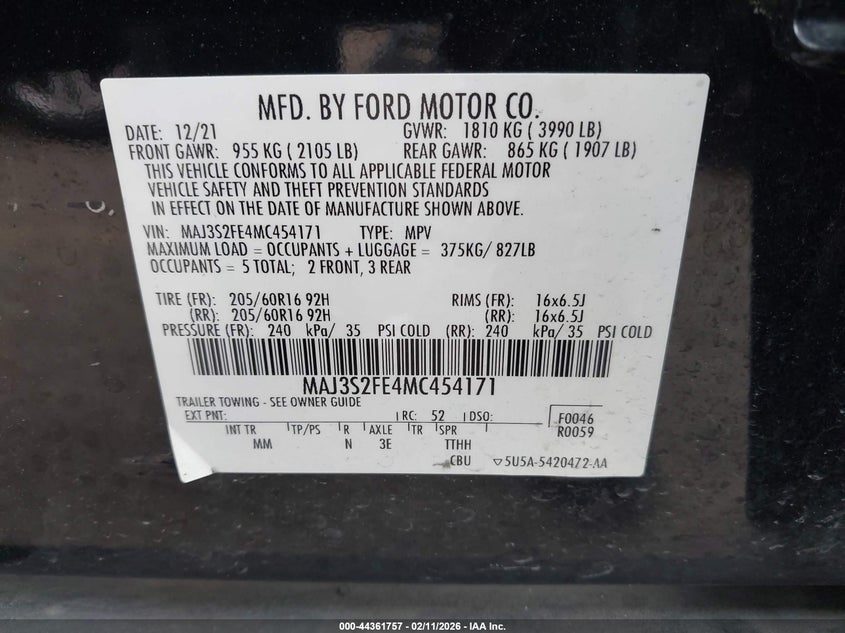 MFD. BY FORD MOTOR CO.
DATE: 12/21 GVWR: 1810 KG ( 3990 LB)
FRONT GAWR: 955 KG ( 2105 LB) REAR GAWR: 865 KG ( 1907 LB)
THIS VEHICLE CONFORMS TO ALL APPLICABLE FEDERAL MOTOR
VEHICLE SAFETY AND THEFT PREVENTION STANDARDS
IN EFFECT ON THE DATE OF MANUFACTURE SHOWN ABOVE.
VIN: MAJ3S2FE4MC454171 TYPE: MPV
MAXIMUM LOAD = OCCUPANTS + LUGGAGE = 375KG/ 827LB
OCCUPANTS = 5 TOTAL; 2 FRONT, 3 REAR
TIRE (FR): 205/60R16 92H RIMS (FR): 16x6.5J
(RR): 205/60R16 92H (RR): 16x6.5J
PRESSURE (FR): 240 kPa/ 35 PSI COLD (RR): 240 kPa/ 35 PSI COLD
MAJ3S2FE4MC454171
TRAILER TOWING - SEE OWNER GUIDE
EXT PNT: RC: 52 DSO: F0046
R0059
INT TR TP/PS R AXLE TR SPR
MM N 3E TTHH
CBU ▽5U5A-5420472-AA
000-44361757 - 02/11/2026 - IAA Inc.